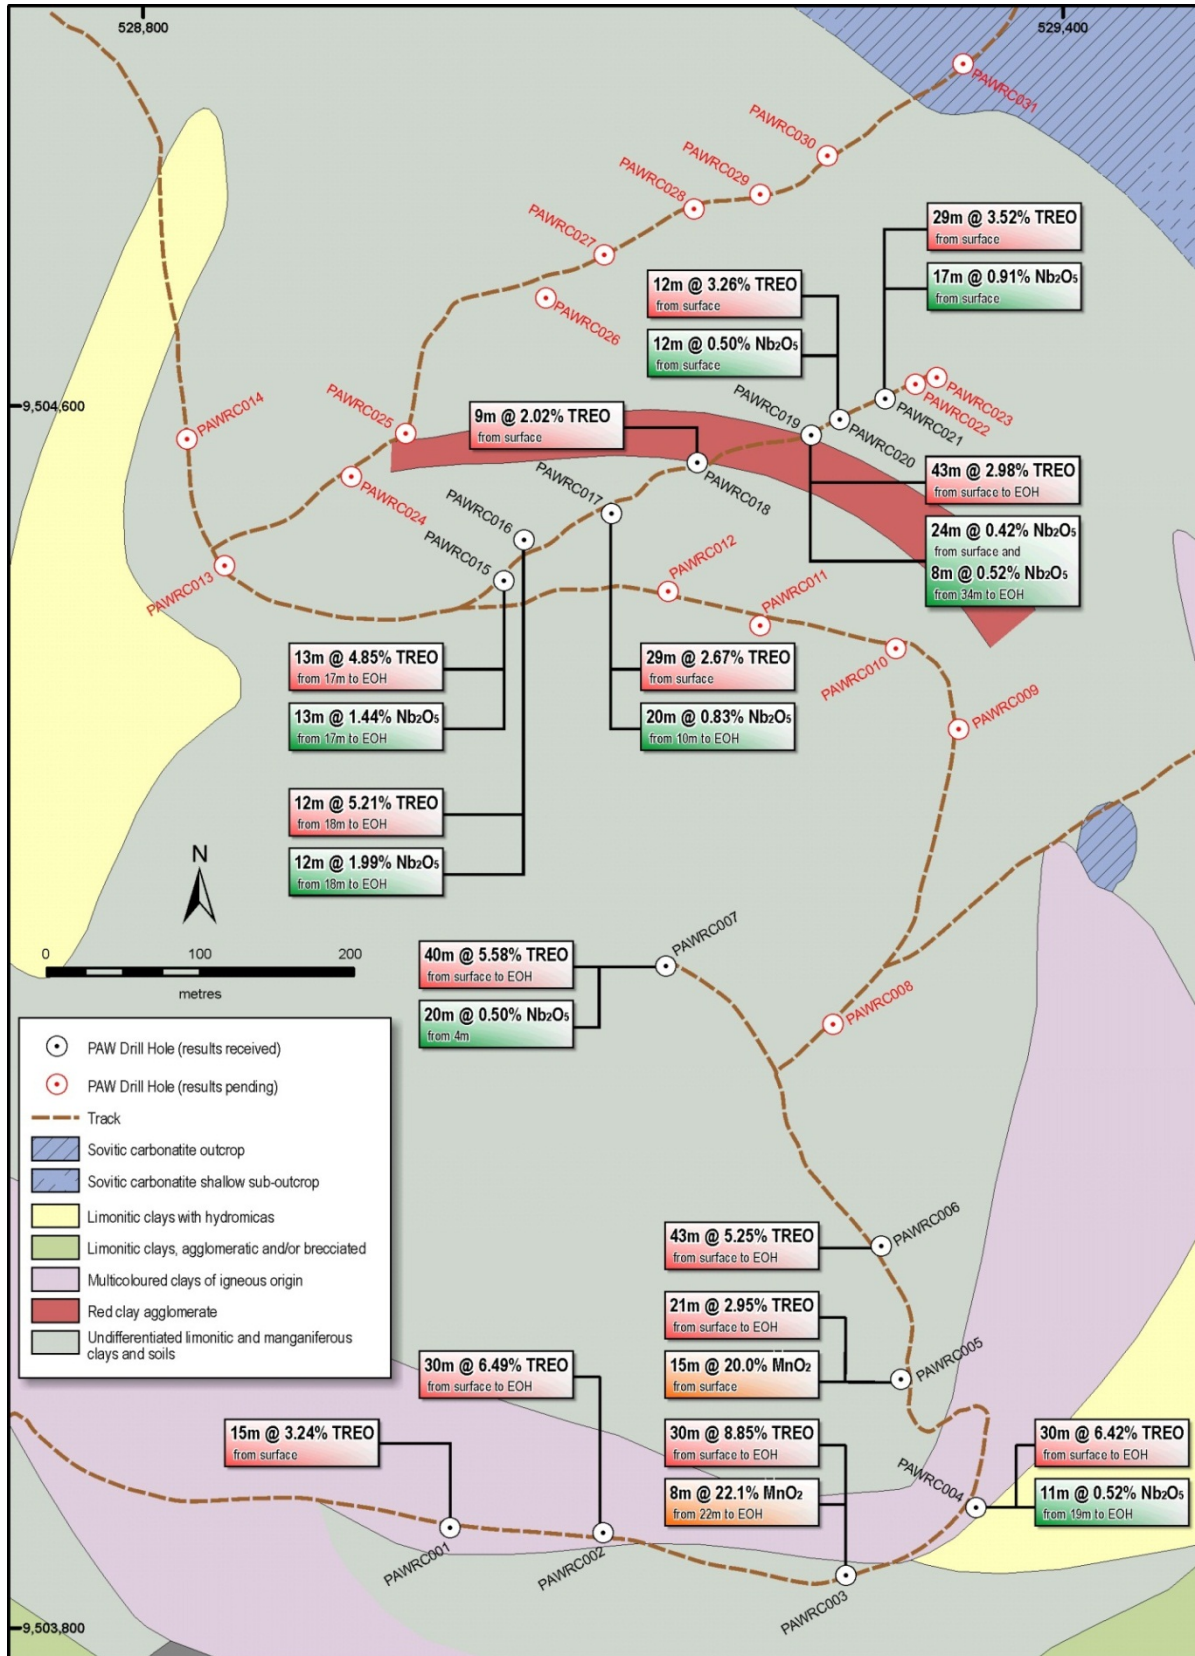 528,800
529,400
PAWRC031
PAWRC030
PAWRC029
PAWRC028
PAWRC027
PAWRC026
29m @ 3.52% TREO
from surface
17m @ 0.91% Nb₂O₅
from surface
12m @ 3.26% TREO
from surface
12m @ 0.50% Nb₂O₅
from surface
9,504,600
PAWRC014
PAWRC025
PAWRC024
PAWRC013
9m @ 2.02% TREO
from surface
PAWRC019
PAWRC023
PAWRC022
PAWRC021
PAWRC020
PAWRC018
PAWRC017
PAWRC016
PAWRC015
43m @ 2.98% TREO
from surface to EOH
24m @ 0.42% Nb₂O₅
from surface and
8m @ 0.52% Nb₂O₅
from 34m to EOH
PAWRC012
PAWRC011
PAWRC010
PAWRC009
13m @ 4.85% TREO
from 17m to EOH
13m @ 1.44% Nb₂O₅
from 17m to EOH
29m @ 2.67% TREO
from surface
20m @ 0.83% Nb₂O₅
from 10m to EOH
12m @ 5.21% TREO
from 18m to EOH
12m @ 1.99% Nb₂O₅
from 18m to EOH
N
0 100 200
metres
PAWRC007
40m @ 5.58% TREO
from surface to EOH
20m @ 0.50% Nb₂O₅
from 4m
PAWRC008
PAW Drill Hole (results received)
PAW Drill Hole (results pending)
Track
Sovitic carbonatite outcrop
Sovitic carbonatite shallow sub-outcrop
Limonitic clays with hydromicas
Limonitic clays, agglomeratic and/or brecciated
Multicoloured clays of igneous origin
Red clay agglomerate
Undifferentiated limonitic and manganiferous
clays and soils
PAWRC006
43m @ 5.25% TREO
from surface to EOH
21m @ 2.95% TREO
from surface to EOH
15m @ 20.0% MnO₂
from surface
PAWRC005
30m @ 6.49% TREO
from surface to EOH
15m @ 3.24% TREO
from surface
30m @ 8.85% TREO
from surface to EOH
8m @ 22.1% MnO₂
from 22m to EOH
PAWRC004
30m @ 6.42% TREO
from surface to EOH
11m @ 0.52% Nb₂O₅
from 19m to EOH
PAWRC001
PAWRC002
PAWRC003
9,503,800